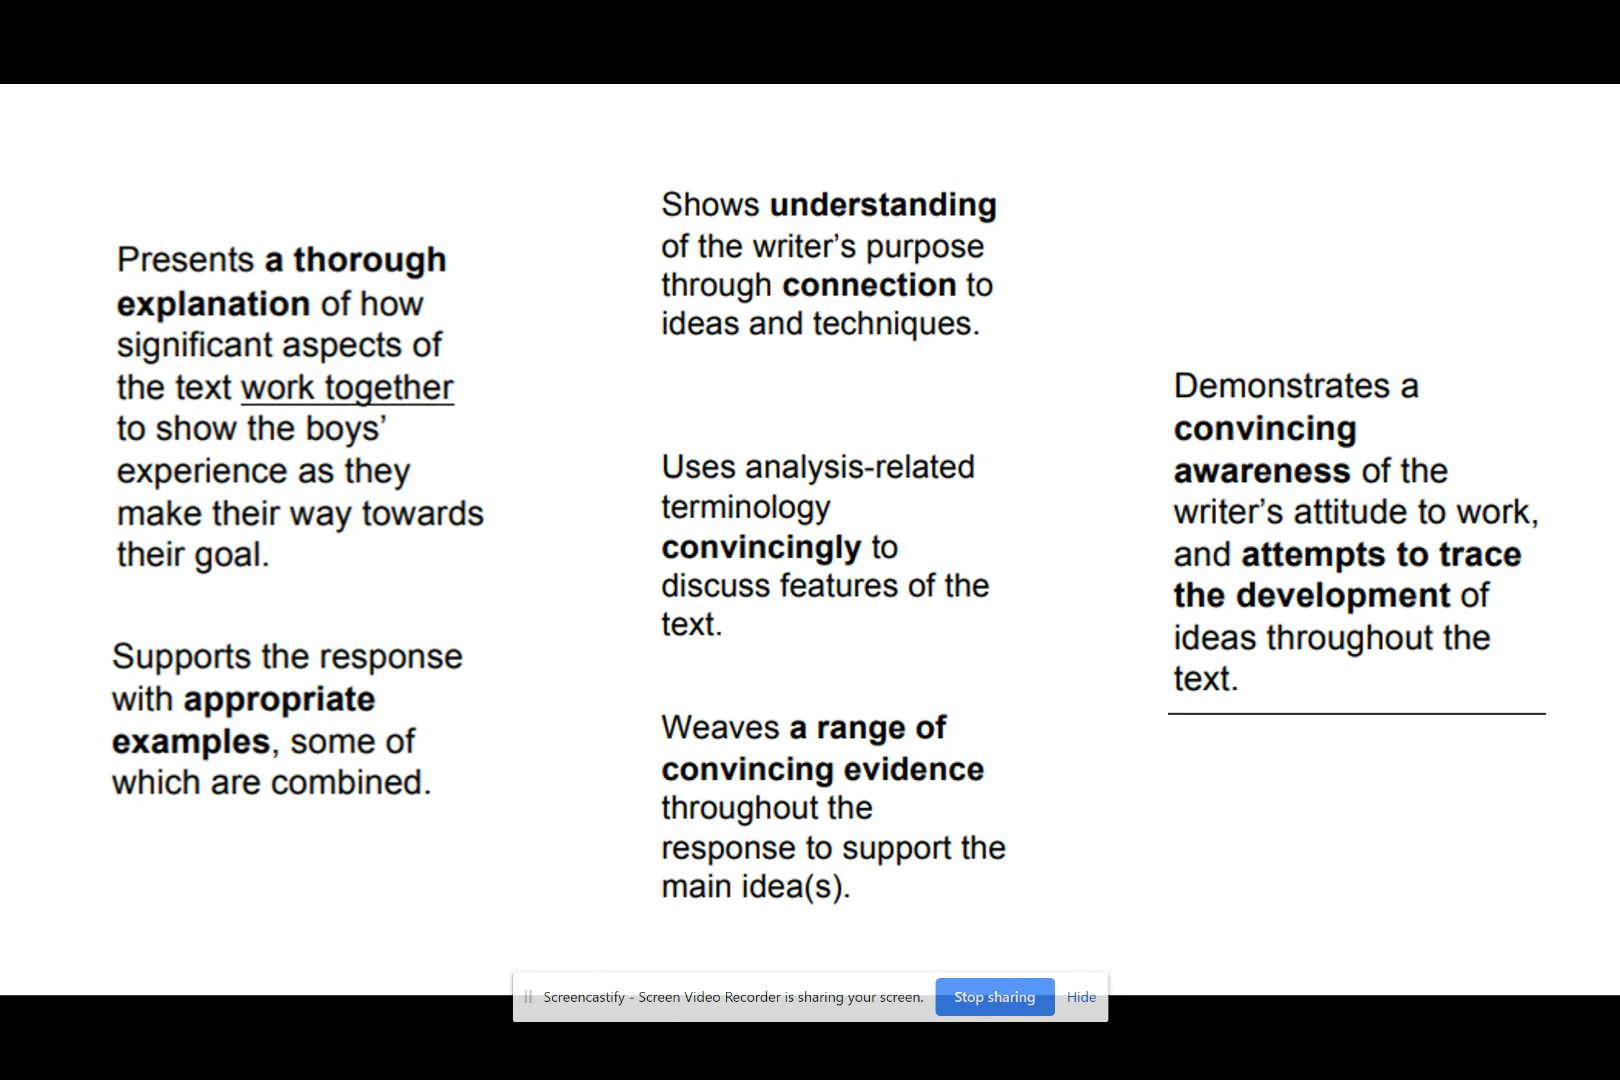 Presents a thorough
explanation of how
significant aspects of
the text work together
to show the boys’
experience as they
make their way towards
their goal.
Supports the response
with appropriate
examples, some of
which are combined.
Shows understanding
of the writer’s purpose
through connection to
ideas and techniques.
Uses analysis-related
terminology
convincingly to
discuss features of the
text.
Weaves a range of
convincing evidence
throughout the
response to support the
main idea(s).
Demonstrates a
convincing
awareness of the
writer’s attitude to work,
and attempts to trace
the development of
ideas throughout the
text.
Screencastify - Screen Video Recorder is sharing your screen. Stop sharing Hide